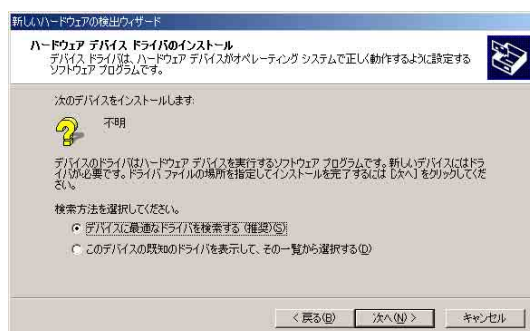 新しいハードウェアの検出ウィザード
ハードウェア デバイス ドライバのインストール
デバイス ドライバは、ハードウェア デバイスがオペレーティング システムで正しく動作するように設定する
ソフトウェア プログラムです。
次のデバイスをインストールします:
不明
デバイスのドライバはハードウェア デバイスを実行するソフトウェア プログラムです。新しいデバイスにはドラ
イバが必要です。ドライバ ファイルの場所を指定してインストールを完了するには [次へ] をクリックしてくだ
さい。
検索方法を選択してください。
デバイスに最適なドライバを検索する (推奨)(S)
このデバイスの既知のドライバを表示して、その一覧から選択する(D)
< 戻る(B)
次へ(N) >
キャンセル